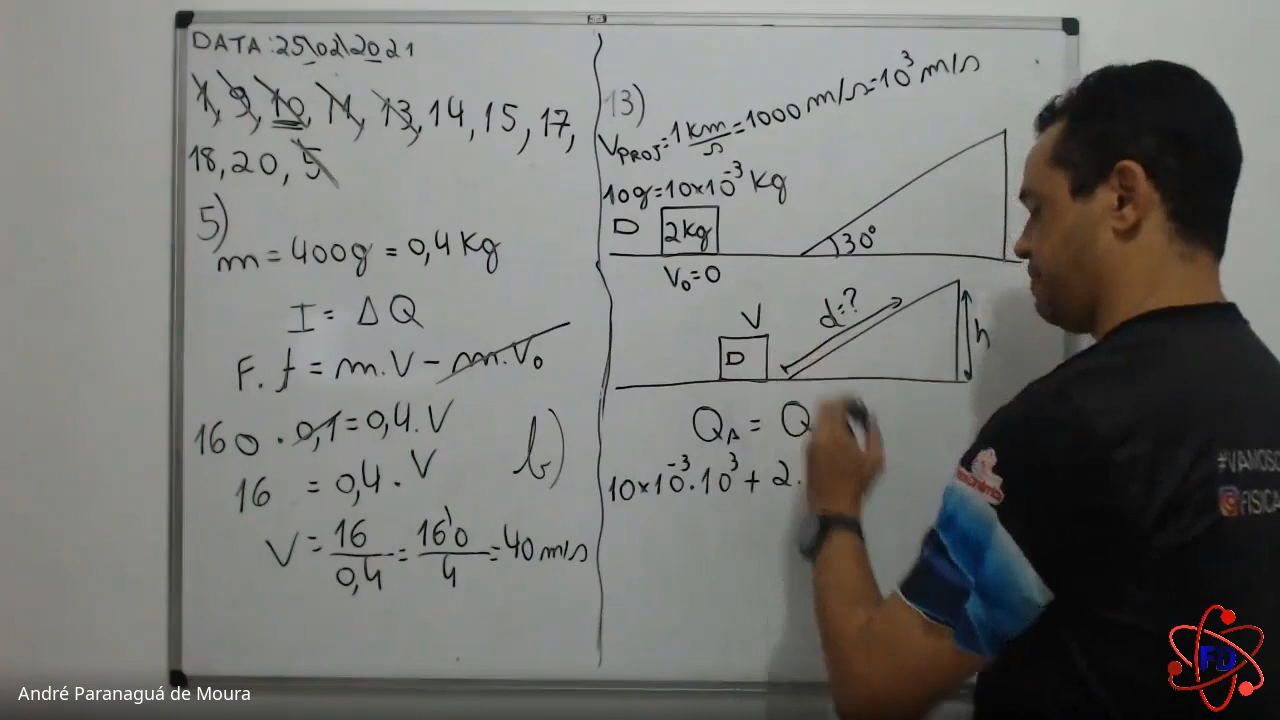 DATA: 25\02\2021
1, 9, 10, 11, 13, 14, 15, 17,
18, 20, 5
5)
m = 400g = 0,4 Kg
I = ΔQ
F. t = m.V - m.V₀
160 . 0,1 = 0,4. V
16 = 0,4 . V
V = 16/0,4 = 160/4 = 40 m/s
b)
13)
V_PROJ = 1 km/s = 1000 m/s = 10³ m/s
10g = 10×10⁻³ Kg
30°
2kg
V₀ = 0
V
d=?
h
Q_A = Q
10×10⁻³ . 10³ + 2.
#VAMOS
FISICA
FD
André Paranaguá de Moura